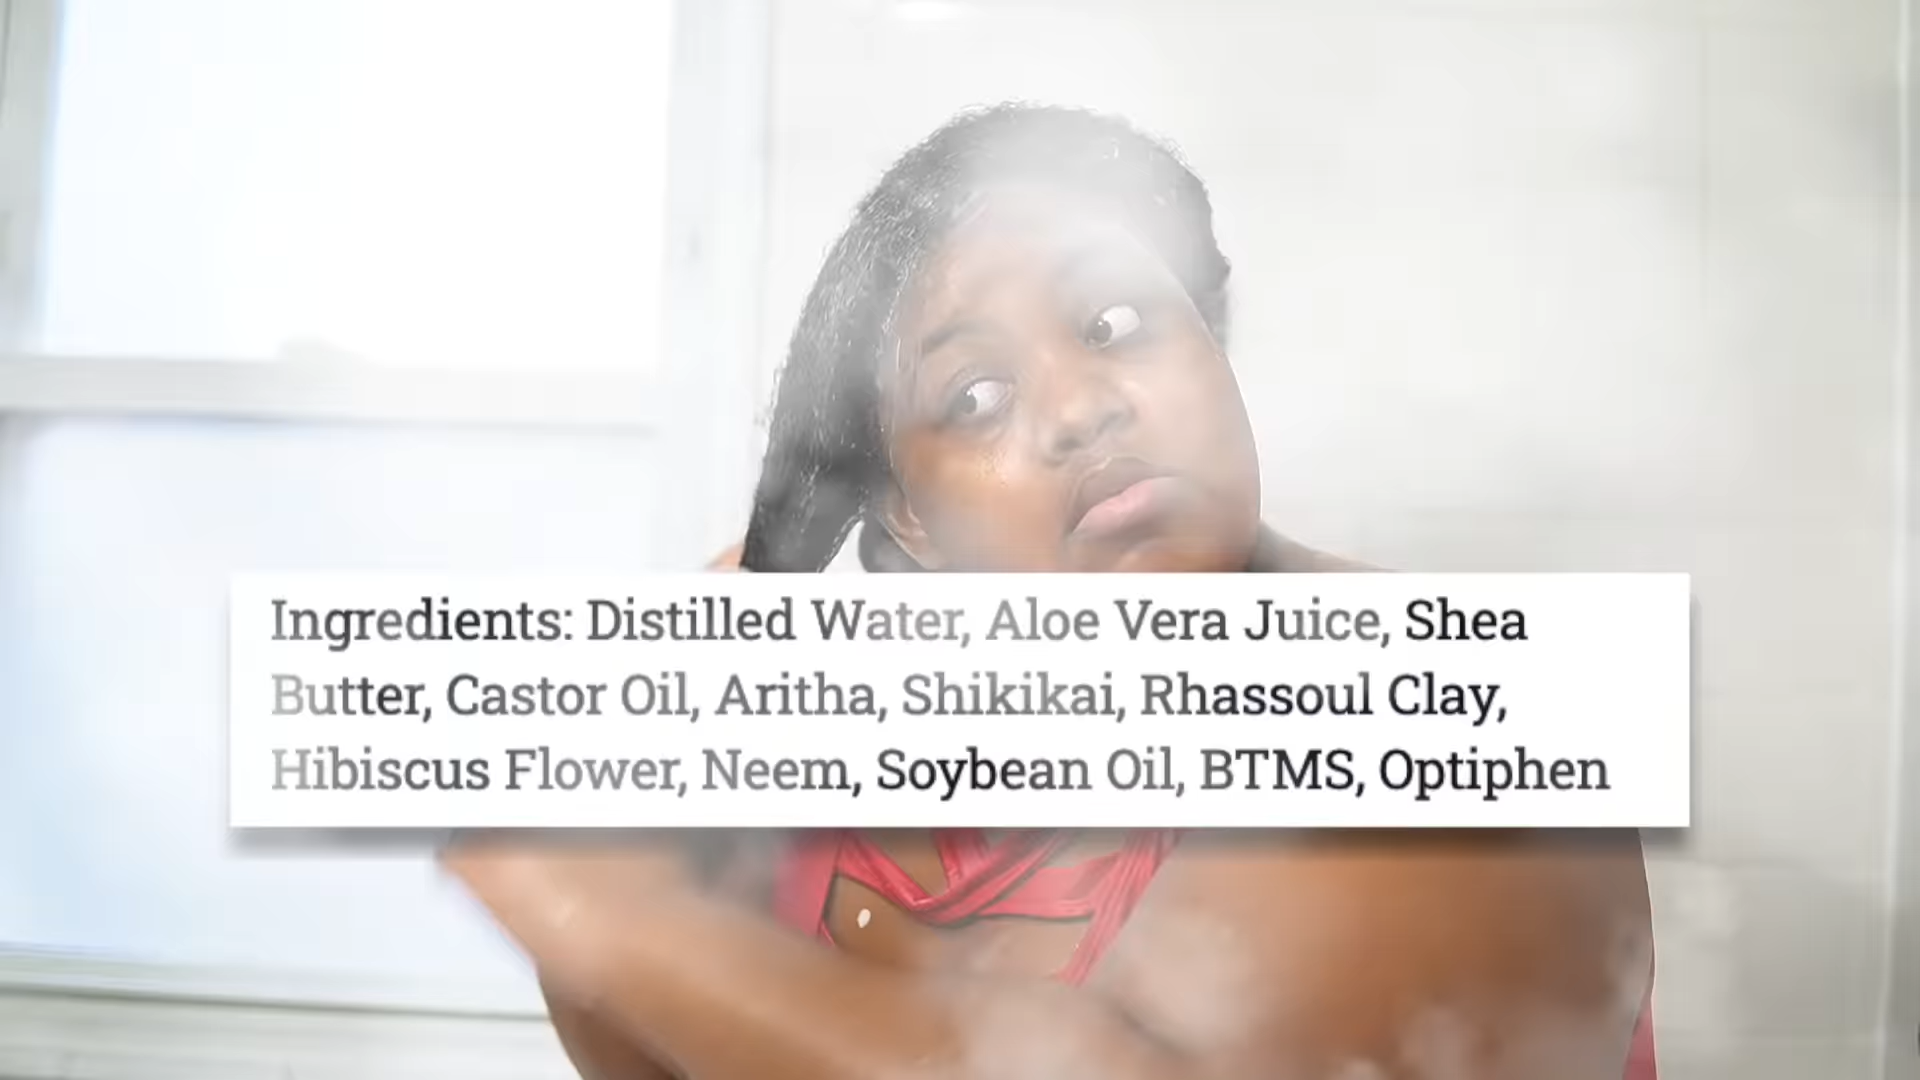 Ingredients: Distilled Water, Aloe Vera Juice, Shea
Butter, Castor Oil, Aritha, Shikikai, Rhassoul Clay,
Hibiscus Flower, Neem, Soybean Oil, BTMS, Optiphen